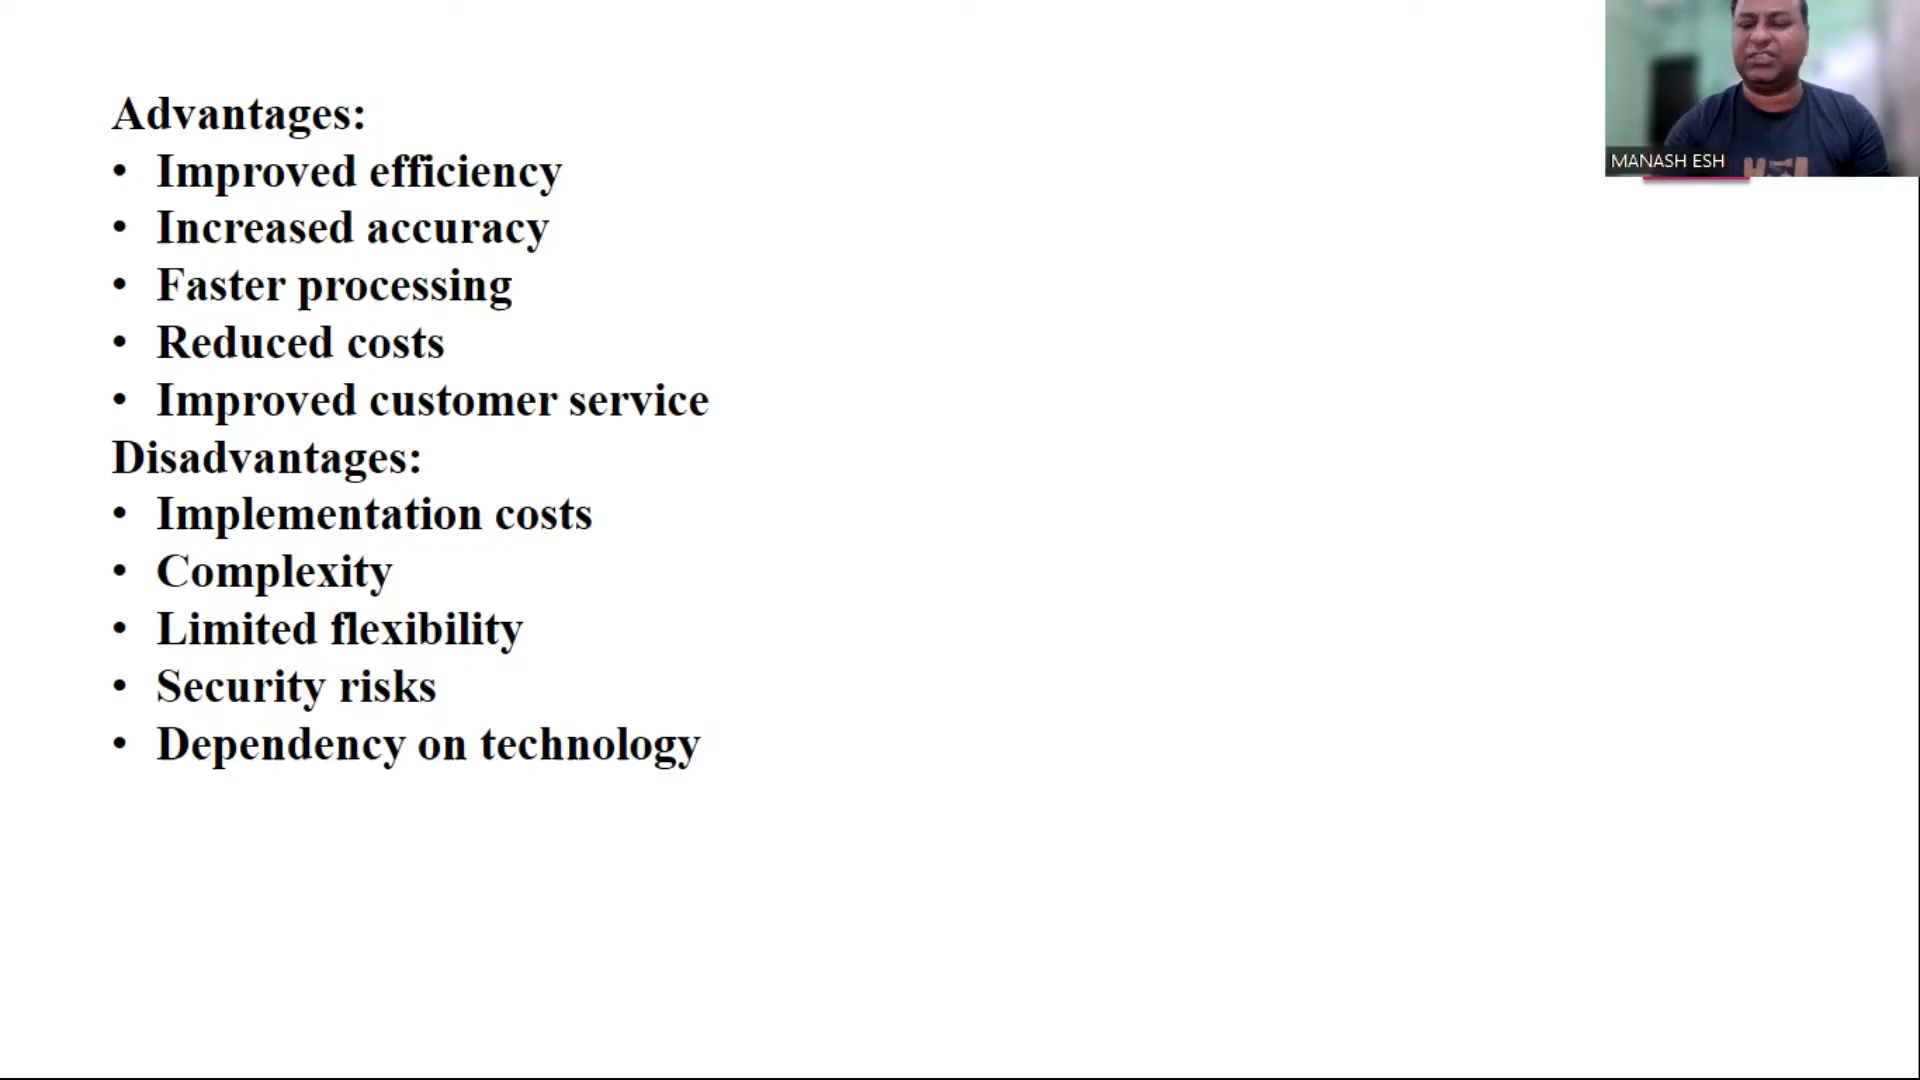 Advantages:
• Improved efficiency
• Increased accuracy
• Faster processing
• Reduced costs
• Improved customer service
Disadvantages:
• Implementation costs
• Complexity
• Limited flexibility
• Security risks
• Dependency on technology
MANASH ESH